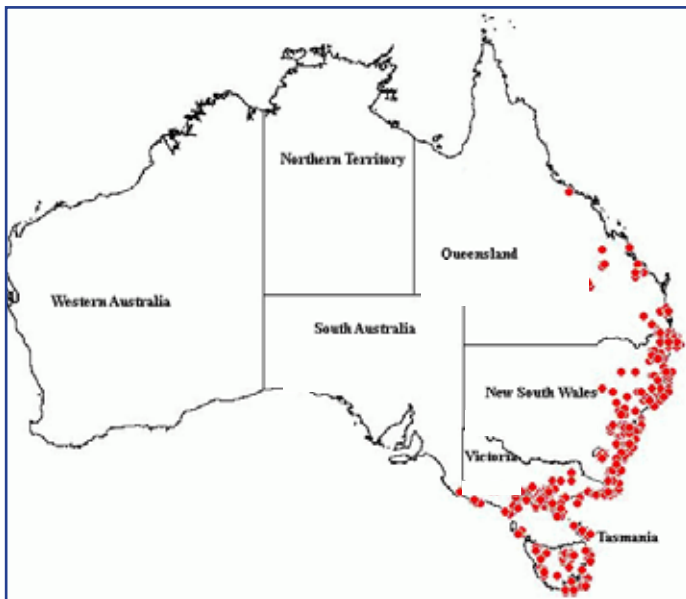 Northern Territory
Queensland
Western Australia
South Australia
New South Wales
Victoria
Tasmania